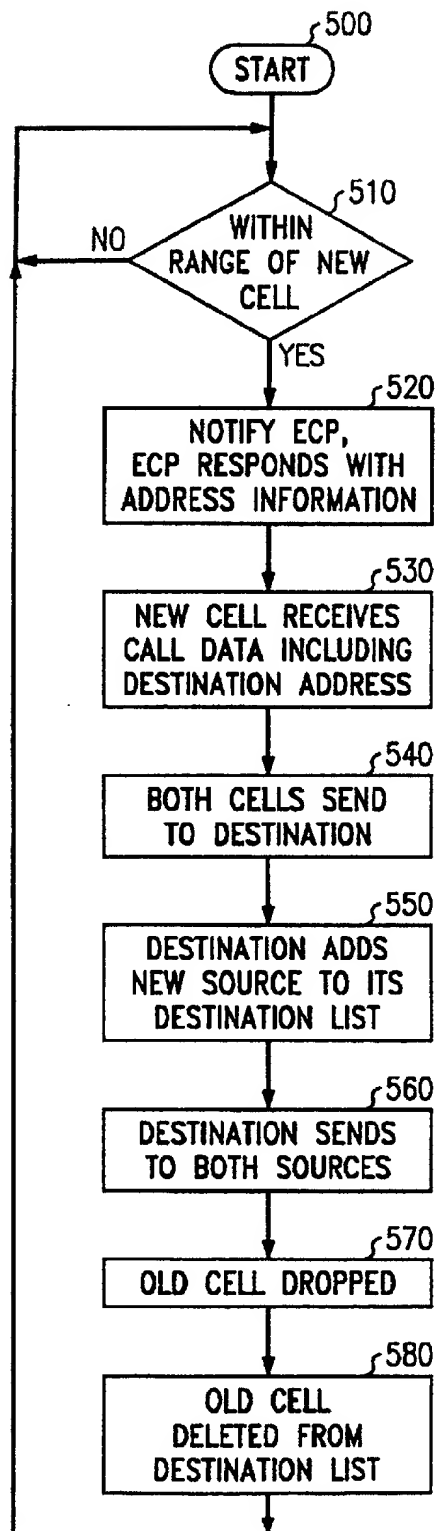 500
START
510
WITHIN
RANGE OF NEW
CELL
NO
YES
520
NOTIFY ECP,
ECP RESPONDS WITH
ADDRESS INFORMATION
530
NEW CELL RECEIVES
CALL DATA INCLUDING
DESTINATION ADDRESS
540
BOTH CELLS SEND
TO DESTINATION
550
DESTINATION ADDS
NEW SOURCE TO ITS
DESTINATION LIST
560
DESTINATION SENDS
TO BOTH SOURCES
570
OLD CELL DROPPED
580
OLD CELL
DELETED FROM
DESTINATION LIST